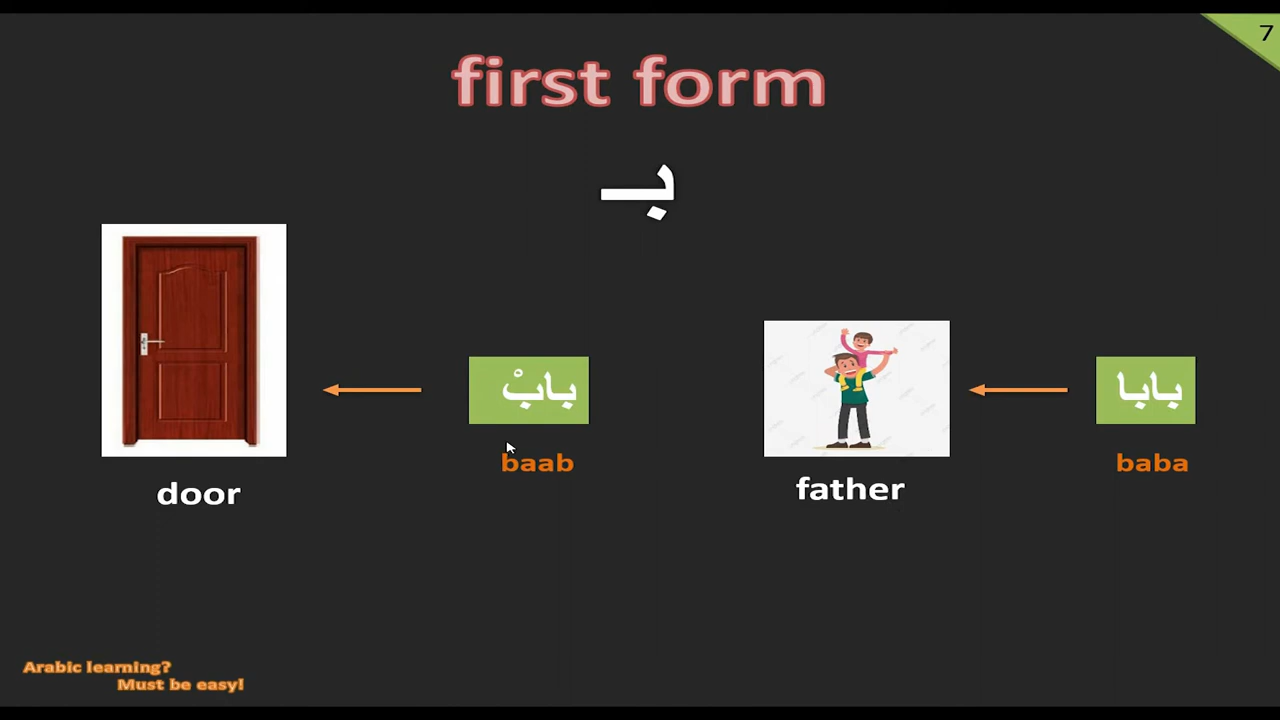 7
first form
بـ
بابْ
بابا
baab
baba
door
father
Arabic learning?
Must be easy!